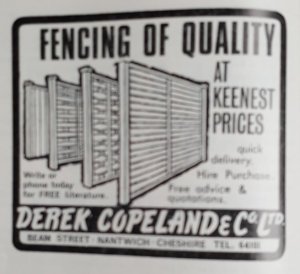 FENCING OF QUALITY
AT
KEENEST
PRICES
quick
delivery.
Hire Purchase.
Free advice &
quotations.
Write or
phone today
for FREE literature.
DEREK COPELAND & Co. LTD.
BEAM STREET · NANTWICH · CHESHIRE TEL.